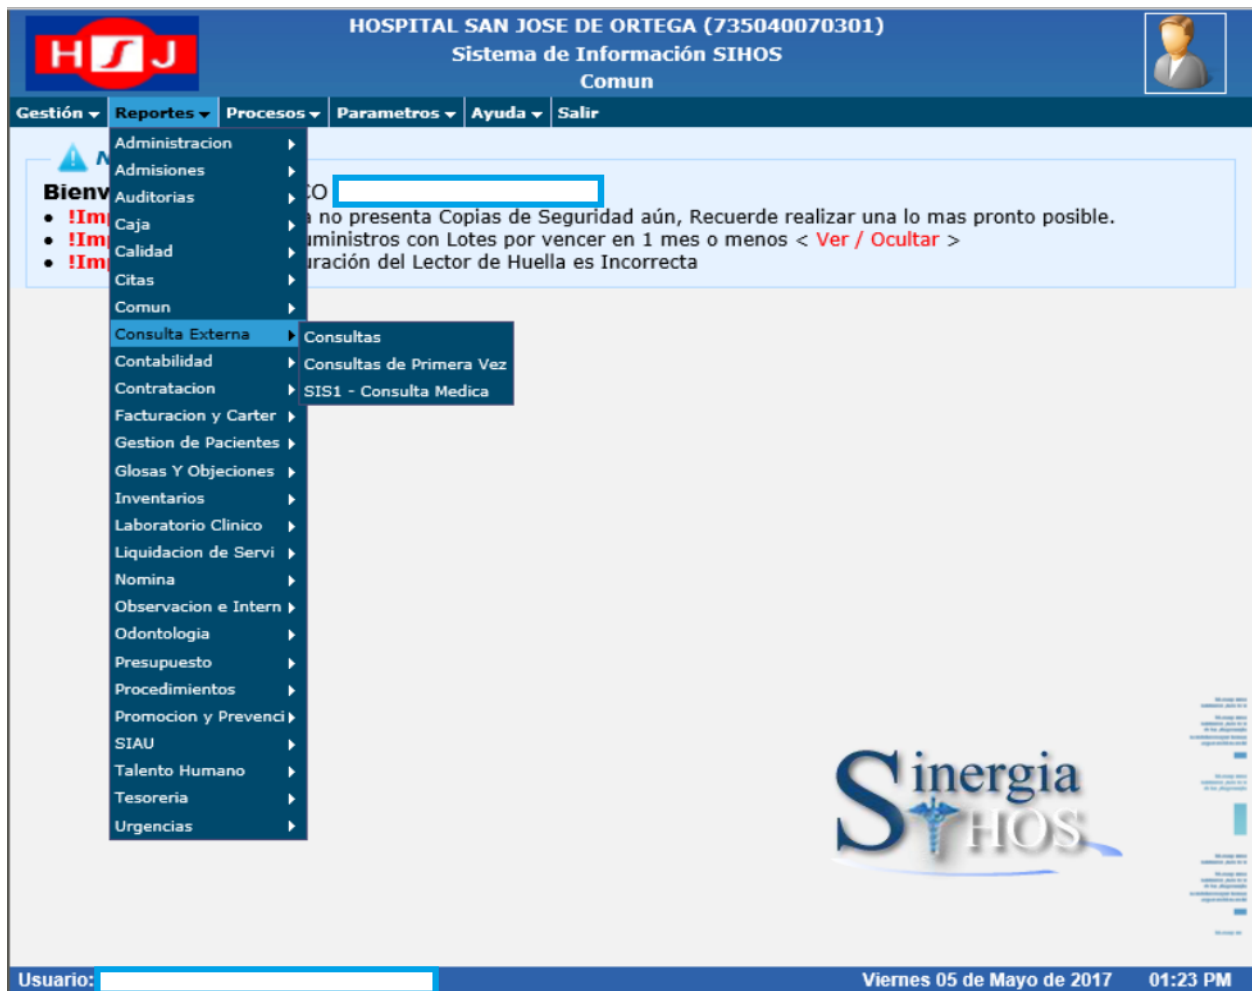 HOSPITAL SAN JOSE DE ORTEGA (735040070301)
Sistema de Información SIHOS
Comun
HSJ
Gestión Reportes Procesos Parametros Ayuda Salir
N
Bienv CO
• !Im a no presenta Copias de Seguridad aún, Recuerde realizar una lo mas pronto posible.
• !Im uministros con Lotes por vencer en 1 mes o menos < Ver / Ocultar >
• !Im uración del Lector de Huella es Incorrecta
Administracion
Admisiones
Auditorias
Caja
Calidad
Citas
Comun
Consulta Externa
Consultas
Consultas de Primera Vez
SIS1 - Consulta Medica
Contabilidad
Contratacion
Facturacion y Carter
Gestion de Pacientes
Glosas Y Objeciones
Inventarios
Laboratorio Clinico
Liquidacion de Servi
Nomina
Observacion e Intern
Odontologia
Presupuesto
Procedimientos
Promocion y Prevenci
SIAU
Talento Humano
Tesoreria
Urgencias
Sinergia
SIHOS
Usuario: Viernes 05 de Mayo de 2017 01:23 PM